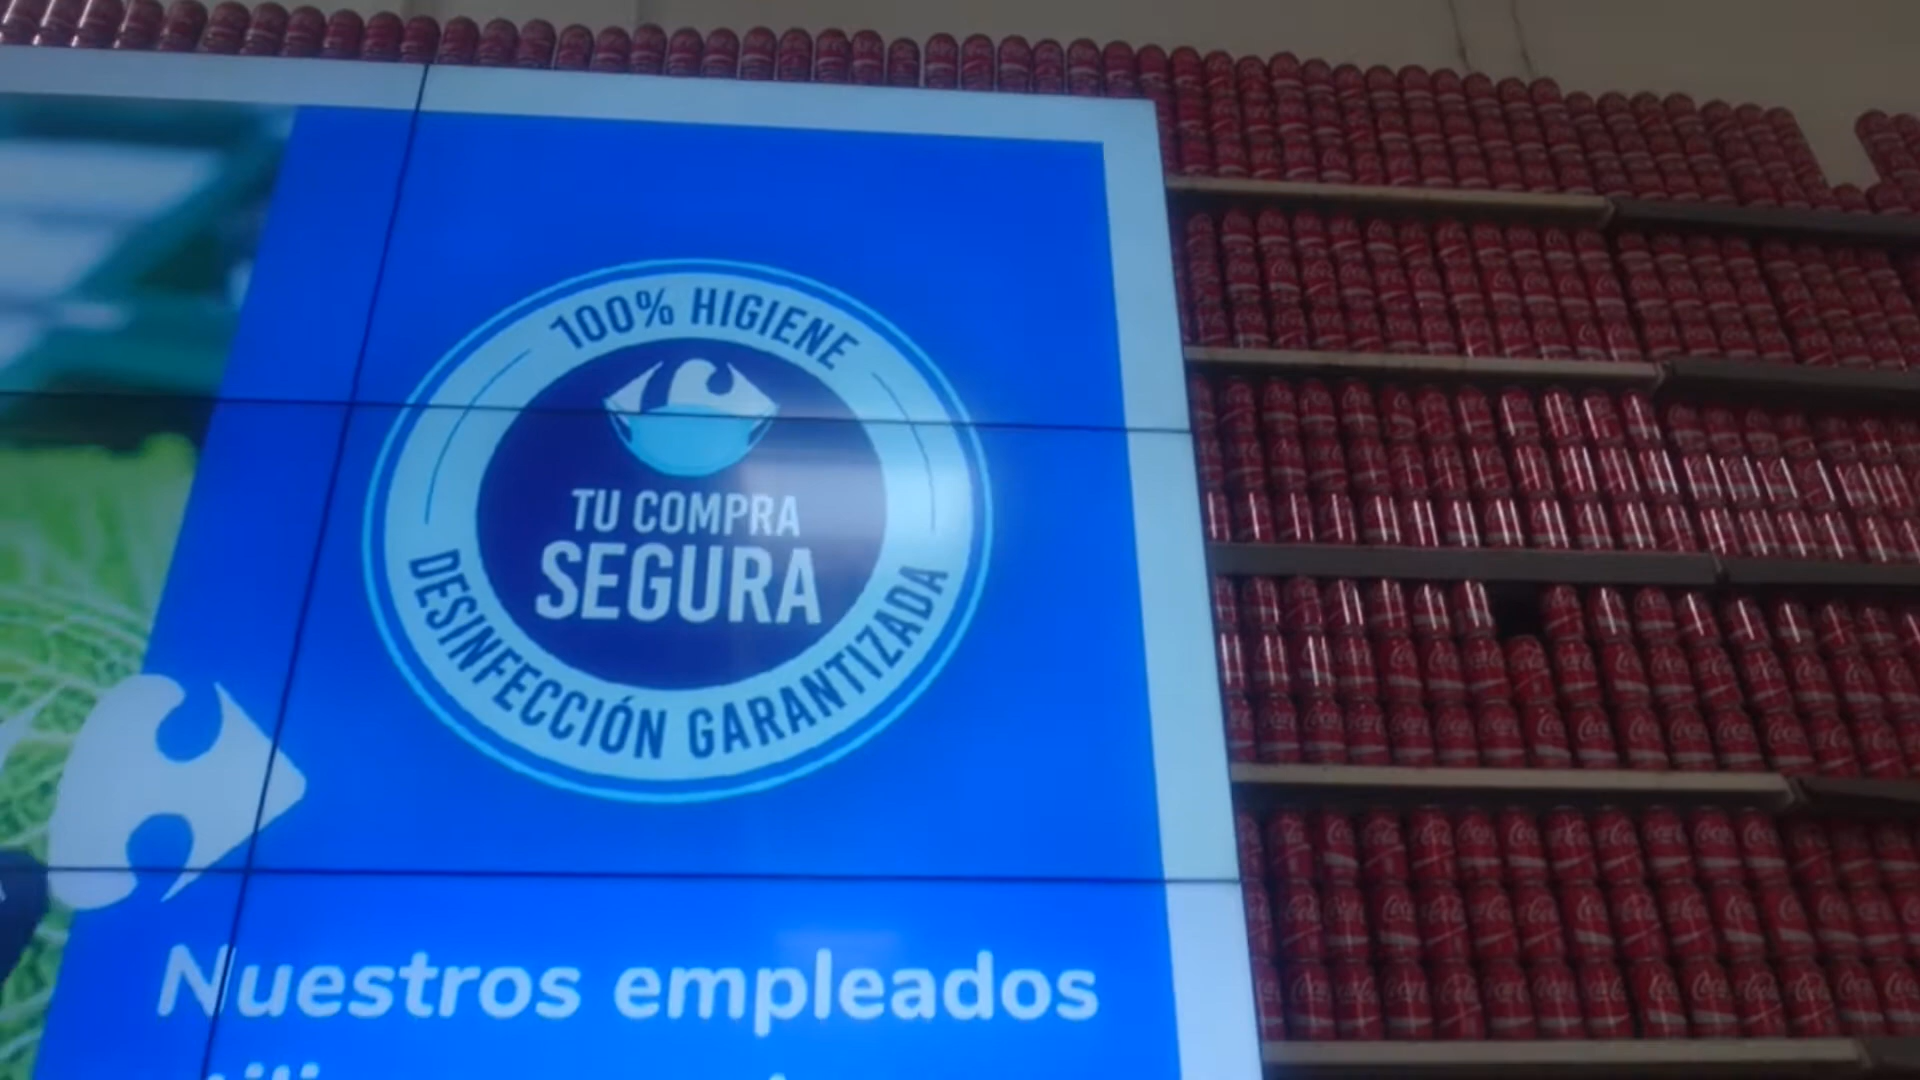 100% HIGIENE
TU COMPRA
SEGURA
DESINFECCIÓN GARANTIZADA
Nuestros empleados